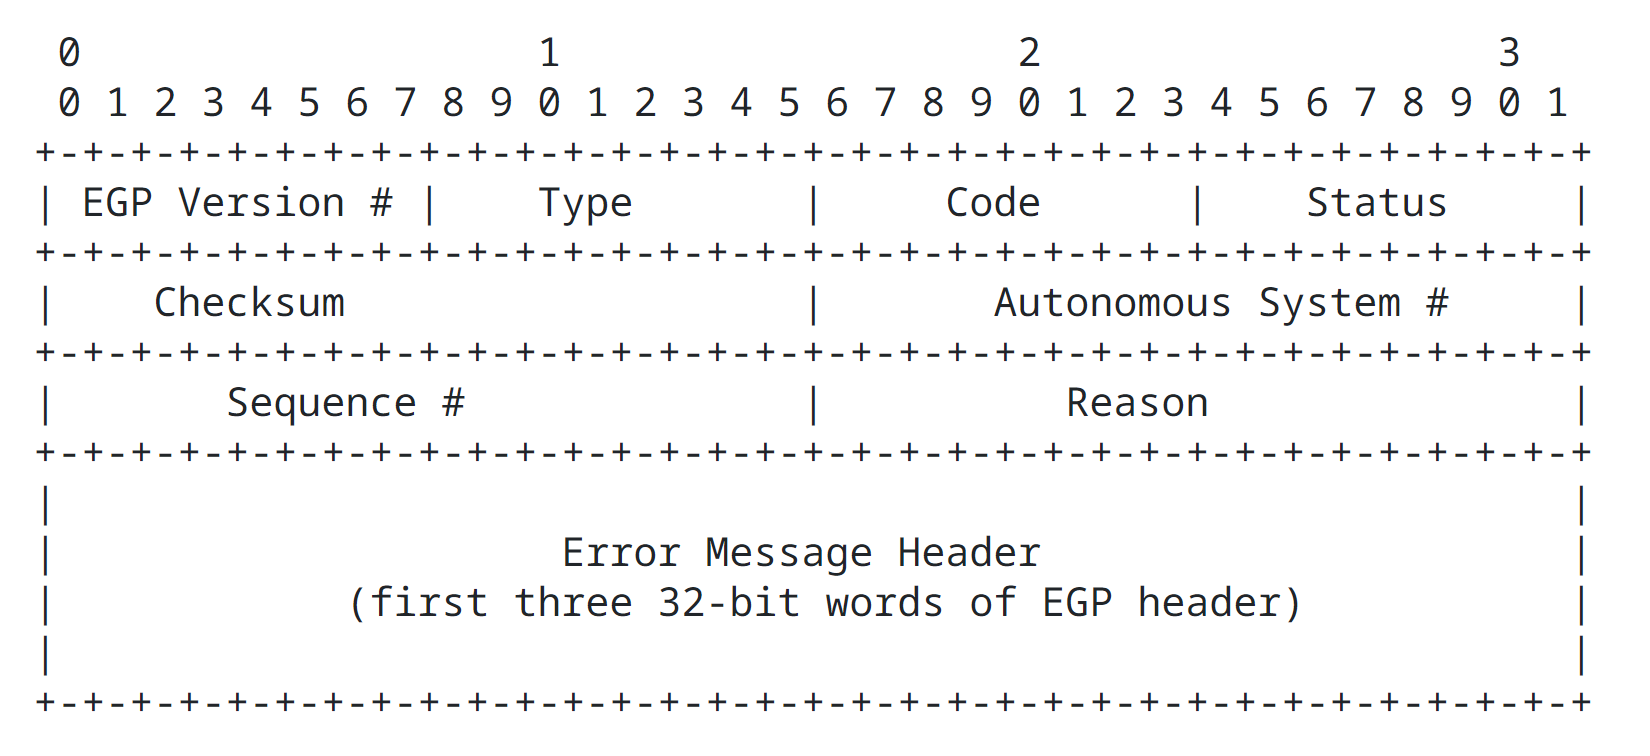 0                   1                   2                   3
 0 1 2 3 4 5 6 7 8 9 0 1 2 3 4 5 6 7 8 9 0 1 2 3 4 5 6 7 8 9 0 1
+-+-+-+-+-+-+-+-+-+-+-+-+-+-+-+-+-+-+-+-+-+-+-+-+-+-+-+-+-+-+-+-+
| EGP Version # |    Type       |     Code      |    Status     |
+-+-+-+-+-+-+-+-+-+-+-+-+-+-+-+-+-+-+-+-+-+-+-+-+-+-+-+-+-+-+-+-+
|    Checksum                   |       Autonomous System #     |
+-+-+-+-+-+-+-+-+-+-+-+-+-+-+-+-+-+-+-+-+-+-+-+-+-+-+-+-+-+-+-+-+
|       Sequence #              |          Reason               |
+-+-+-+-+-+-+-+-+-+-+-+-+-+-+-+-+-+-+-+-+-+-+-+-+-+-+-+-+-+-+-+-+
|                                                               |
|                     Error Message Header                      |
|            (first three 32-bit words of EGP header)           |
|                                                               |
+-+-+-+-+-+-+-+-+-+-+-+-+-+-+-+-+-+-+-+-+-+-+-+-+-+-+-+-+-+-+-+-+